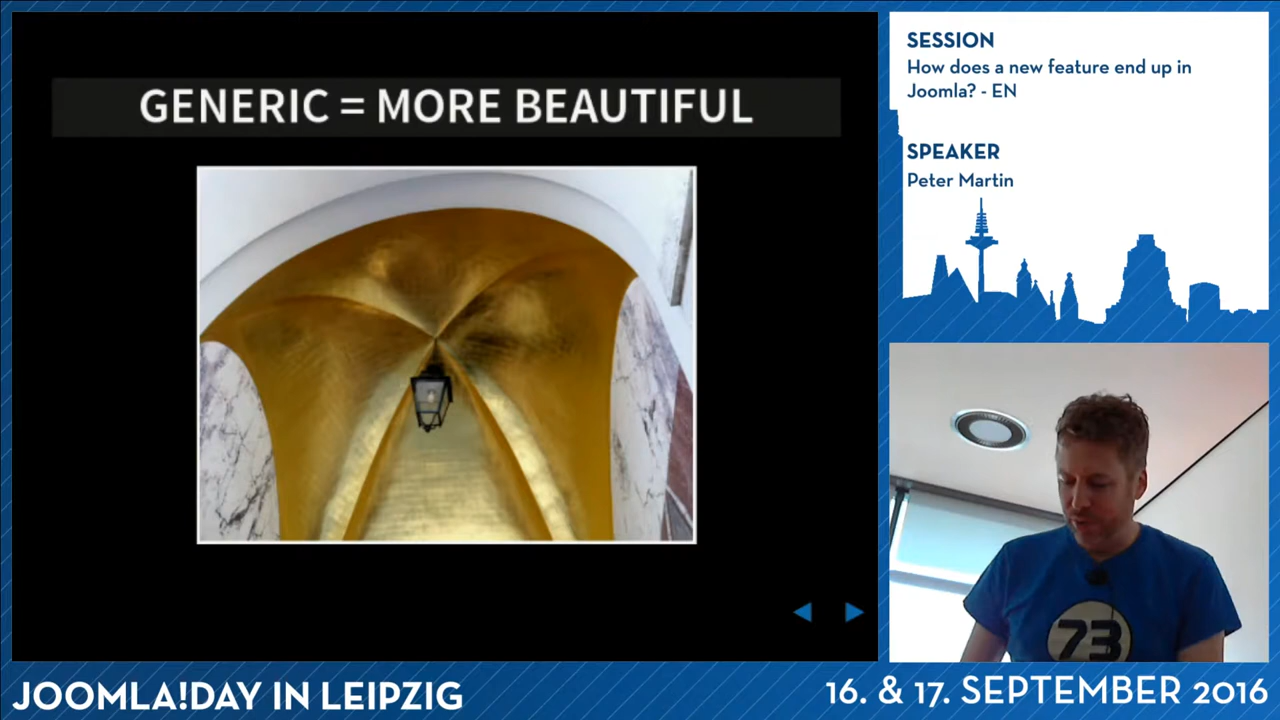 GENERIC = MORE BEAUTIFUL
SESSION
How does a new feature end up in
Joomla? - EN
SPEAKER
Peter Martin
73
JOOMLA!DAY IN LEIPZIG
16. & 17. SEPTEMBER 2016